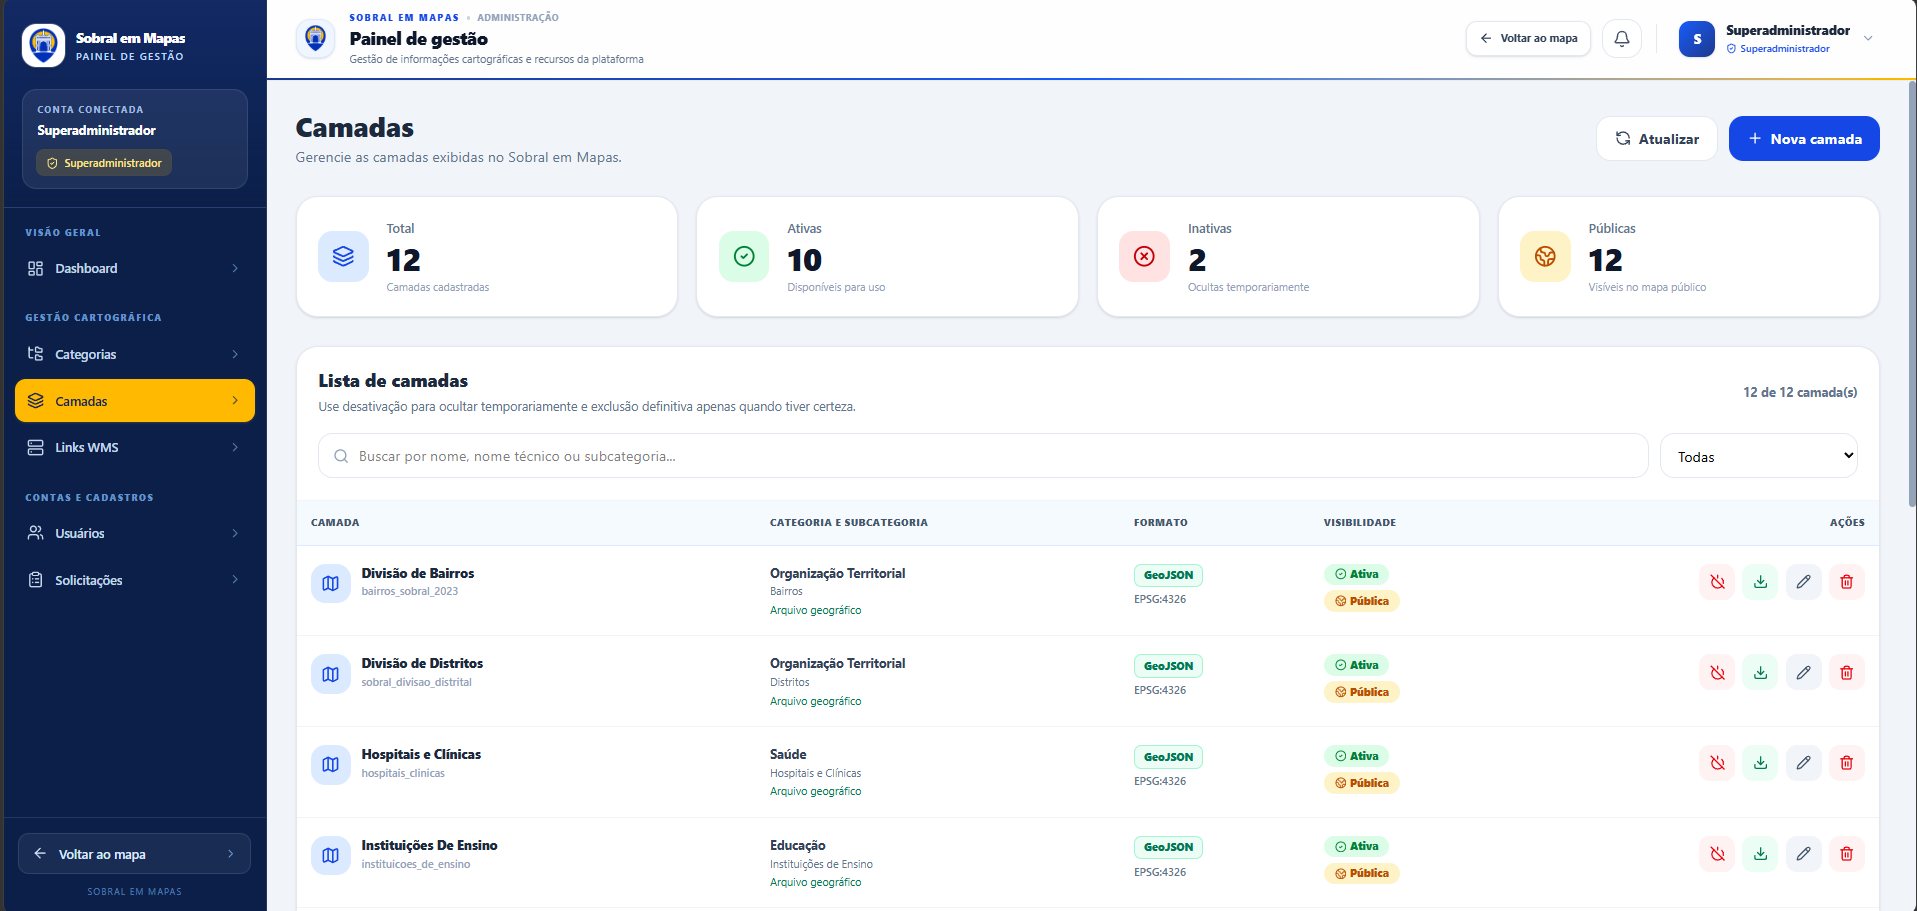 Sobral em Mapas
PAINEL DE GESTÃO
CONTA CONECTADA
Superadministrador
Superadministrador
VISÃO GERAL
Dashboard
GESTÃO CARTOGRÁFICA
Categorias
Camadas
Links WMS
CONTAS E CADASTROS
Usuários
Solicitações
Voltar ao mapa
SOBRAL EM MAPAS
SOBRAL EM MAPAS › ADMINISTRAÇÃO
Painel de gestão
Gestão de informações cartográficas e recursos da plataforma
Voltar ao mapa
S
Superadministrador
Superadministrador
Camadas
Gerencie as camadas exibidas no Sobral em Mapas.
Atualizar
Nova camada
Total
12
Camadas cadastradas
Ativas
10
Disponíveis para uso
Inativas
2
Ocultas temporariamente
Públicas
12
Visíveis no mapa público
Lista de camadas
Use desativação para ocultar temporariamente e exclusão definitiva apenas quando tiver certeza.
12 de 12 camada(s)
Buscar por nome, nome técnico ou subcategoria...
Todas
CAMADA CATEGORIA E SUBCATEGORIA FORMATO VISIBILIDADE AÇÕES
Divisão de Bairros
bairros_sobral_2023
Organização Territorial
Bairros
Arquivo geográfico
GeoJSON
EPSG:4326
Ativa
Pública
Divisão de Distritos
sobral_divisao_distrital
Organização Territorial
Distritos
Arquivo geográfico
GeoJSON
EPSG:4326
Ativa
Pública
Hospitais e Clínicas
hospitais_clinicas
Saúde
Hospitais e Clínicas
Arquivo geográfico
GeoJSON
EPSG:4326
Ativa
Pública
Instituições De Ensino
instituicoes_de_ensino
Educação
Instituições de Ensino
Arquivo geográfico
GeoJSON
EPSG:4326
Ativa
Pública